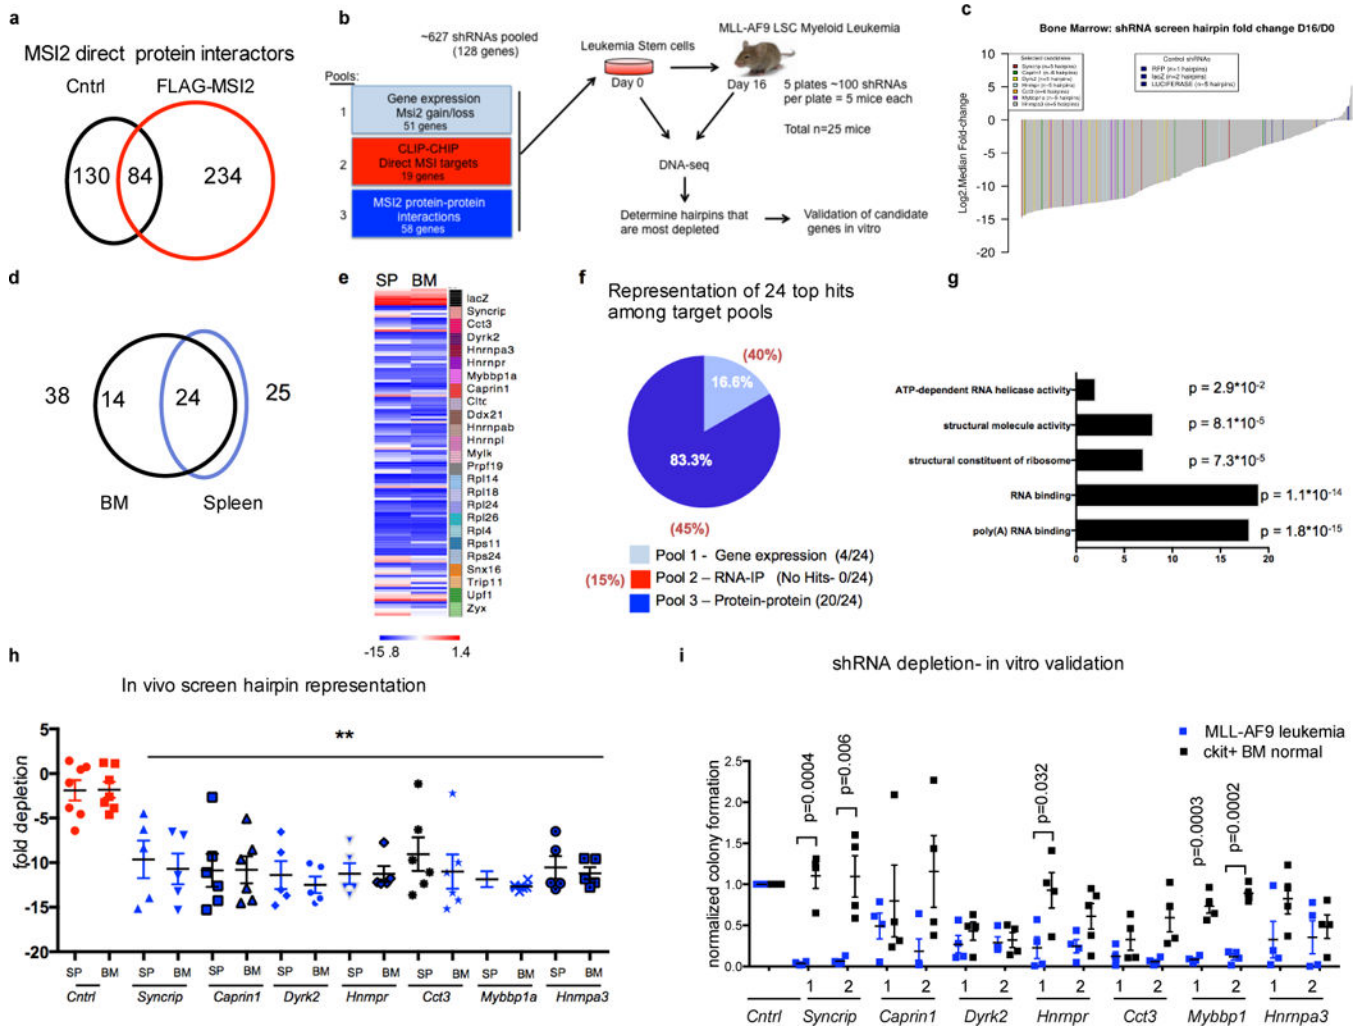 a
MSI2 direct protein interactors
Cntrl
FLAG-MSI2
130
84
234
b
~627 shRNAs pooled
(128 genes)
Pools:
1
Gene expression
Msi2 gain/loss
51 genes
2
CLIP-CHIP
Direct MSI targets
19 genes
3
MSI2 protein-protein
interactions
58 genes
Leukemia Stem cells
Day 0
MLL-AF9 LSC Myeloid Leukemia
Day 16
5 plates ~100 shRNAs
per plate = 5 mice each
Total n=25 mice
DNA-seq
Determine hairpins that
are most depleted
Validation of candidate
genes in vitro
c
Bone Marrow: shRNA screen hairpin fold change D16/D0
Log2.Median Fold-change
10
5
0
-5
-10
-15
-20
Selected candidates
Control shRNAs
RFP (n=1 hairpins)
lacZ (n=2 hairpins)
LUCIFERASE (n=5 hairpins)
d
38
14
24
25
BM
Spleen
e
SP BM
lacZ
Syncrip
Cct3
Dyrk2
Hnrnpa3
Hnrnpr
Mybbp1a
Caprin1
Cltc
Ddx21
Hnrnpab
Hnrnpl
Mylk
Prpf19
Rpl14
Rpl18
Rpl24
Rpl26
Rpl4
Rps11
Rps24
Snx16
Trip11
Upf1
Zyx
-15 .8 1.4
f
Representation of 24 top hits
among target pools
(40%)
16.6%
83.3%
(45%)
Pool 1 - Gene expression (4/24)
(15%) Pool 2 – RNA-IP (No Hits- 0/24)
Pool 3 – Protein-protein (20/24)
g
ATP-dependent RNA helicase activity
p = 2.9*10-2
structural molecule activity
p = 8.1*10-5
structural constituent of ribosome
p = 7.3*10-5
RNA binding
p = 1.1*10-14
poly(A) RNA binding
p = 1.8*10-15
0 5 10 15 20
h
In vivo screen hairpin representation
**
fold depletion
5
0
-5
-10
-15
-20
SP BM SP BM SP BM SP BM SP BM SP BM SP BM SP BM
Cntrl Syncrip Caprin1 Dyrk2 Hnrnpr Cct3 Mybbp1a Hnrnpa3
i
shRNA depletion- in vitro validation
MLL-AF9 leukemia
ckit+ BM normal
normalized colony formation
2.5
2.0
1.5
1.0
0.5
0.0
p=0.0004
p=0.006
p=0.032
p=0.0003
p=0.0002
1 2 1 2 1 2 1 2 1 2 1 2 1 2
Cntrl Syncrip Caprin1 Dyrk2 Hnrnpr Cct3 Mybbp1 Hnrnpa3